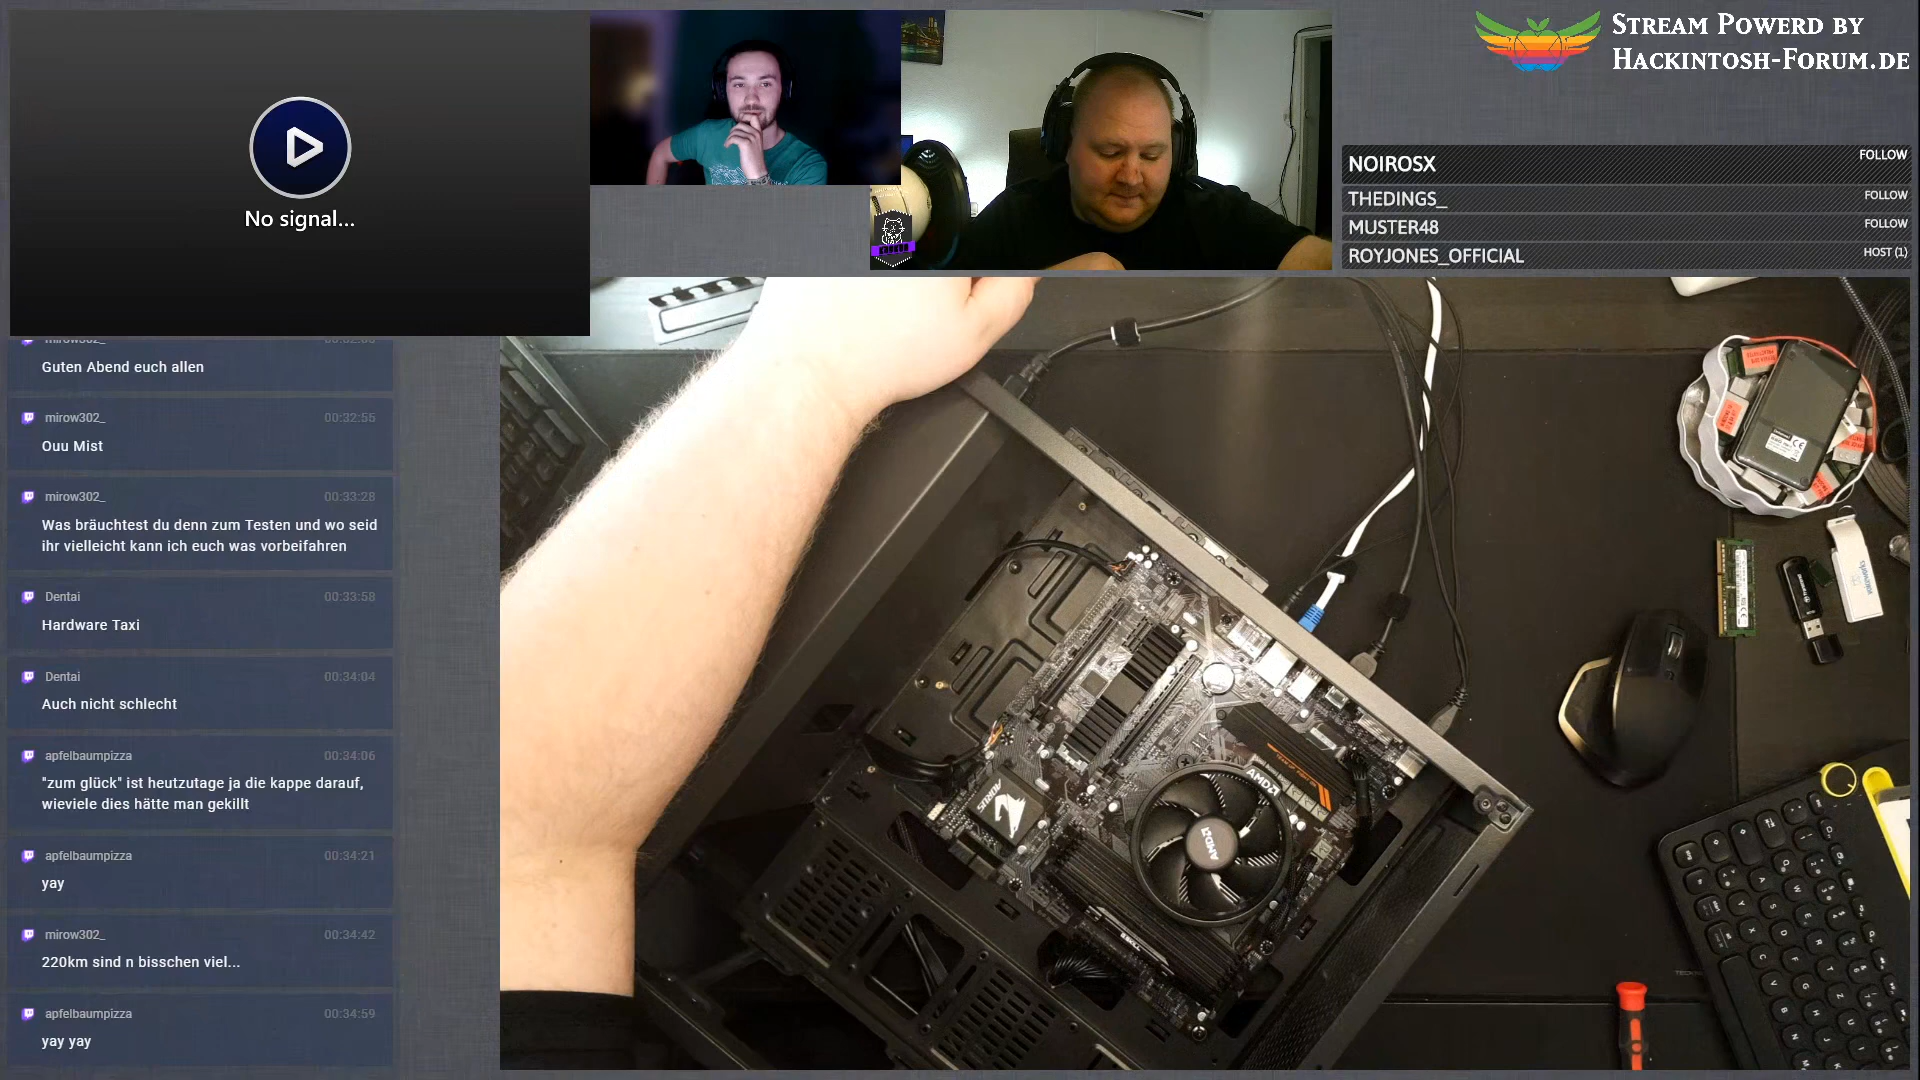 No signal...
STREAM POWERD BY
HACKINTOSH-FORUM.DE
NOIROSX FOLLOW
THEDINGS_ FOLLOW
MUSTER48 FOLLOW
ROYJONES_OFFICIAL HOST (1)
Guten Abend euch allen
mirow302_ 00:32:55
Ouu Mist
mirow302_ 00:33:28
Was bräuchtest du denn zum Testen und wo seid
ihr vielleicht kann ich euch was vorbeifahren
Dentai 00:33:58
Hardware Taxi
Dentai 00:34:04
Auch nicht schlecht
apfelbaumpizza 00:34:06
"zum glück" ist heutzutage ja die kappe darauf,
wieviele dies hätte man gekillt
apfelbaumpizza 00:34:21
yay
mirow302_ 00:34:42
220km sind n bisschen viel...
apfelbaumpizza 00:34:59
yay yay
AORUS
AMD
AMD